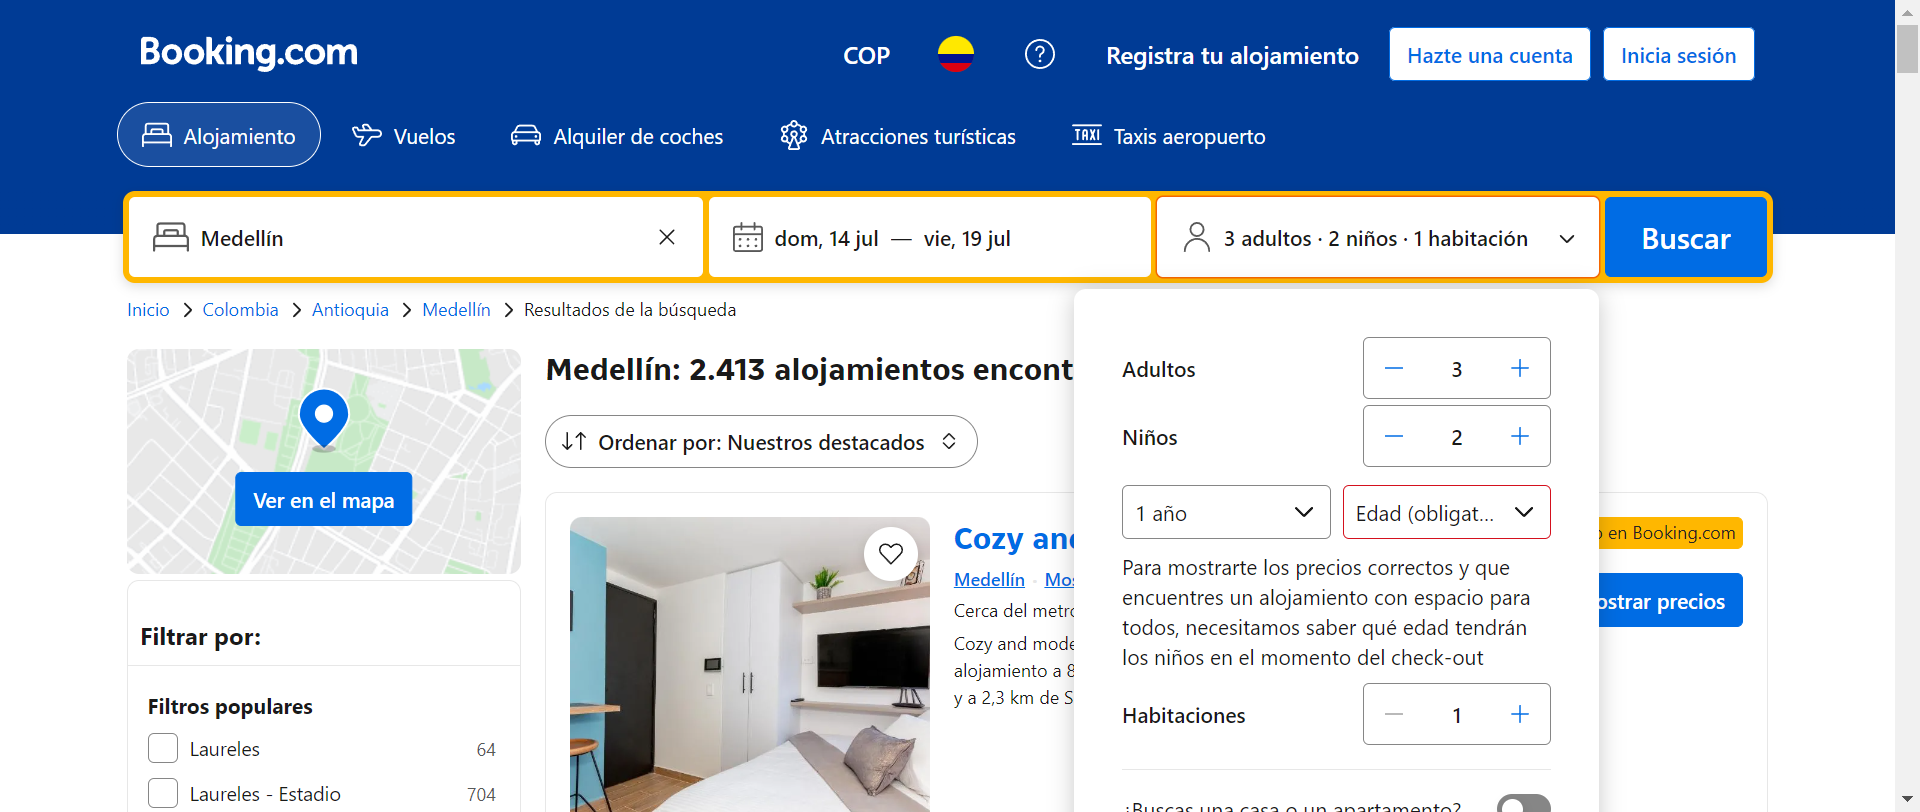 Booking.com
COP
Registra tu alojamiento
Hazte una cuenta
Inicia sesión
Alojamiento
Vuelos
Alquiler de coches
TAXI
Atracciones turísticas
Taxis aeropuerto
Medellín
dom, 14 jul — vie, 19 jul
3 adultos · 2 niños · 1 habitación
Buscar
Inicio
Colombia
Antioquia
Medellín
Resultados de la búsqueda
Ver en el mapa
Filtrar por:
Filtros populares
Laureles 64
Laureles - Estadio 704
Medellín: 2.413 alojamientos encont
Ordenar por: Nuestros destacados
Cozy an
Medellín
Cerca del metro
Cozy and mode
alojamiento a 8
y a 2,3 km de S
Adultos
3
Niños
2
1 año
Edad (obligat...
Para mostrarte los precios correctos y que
encuentres un alojamiento con espacio para
todos, necesitamos saber qué edad tendrán
los niños en el momento del check-out
Habitaciones
1
¿Buscas una casa o un apartamento?
en Booking.com
ostrar precios